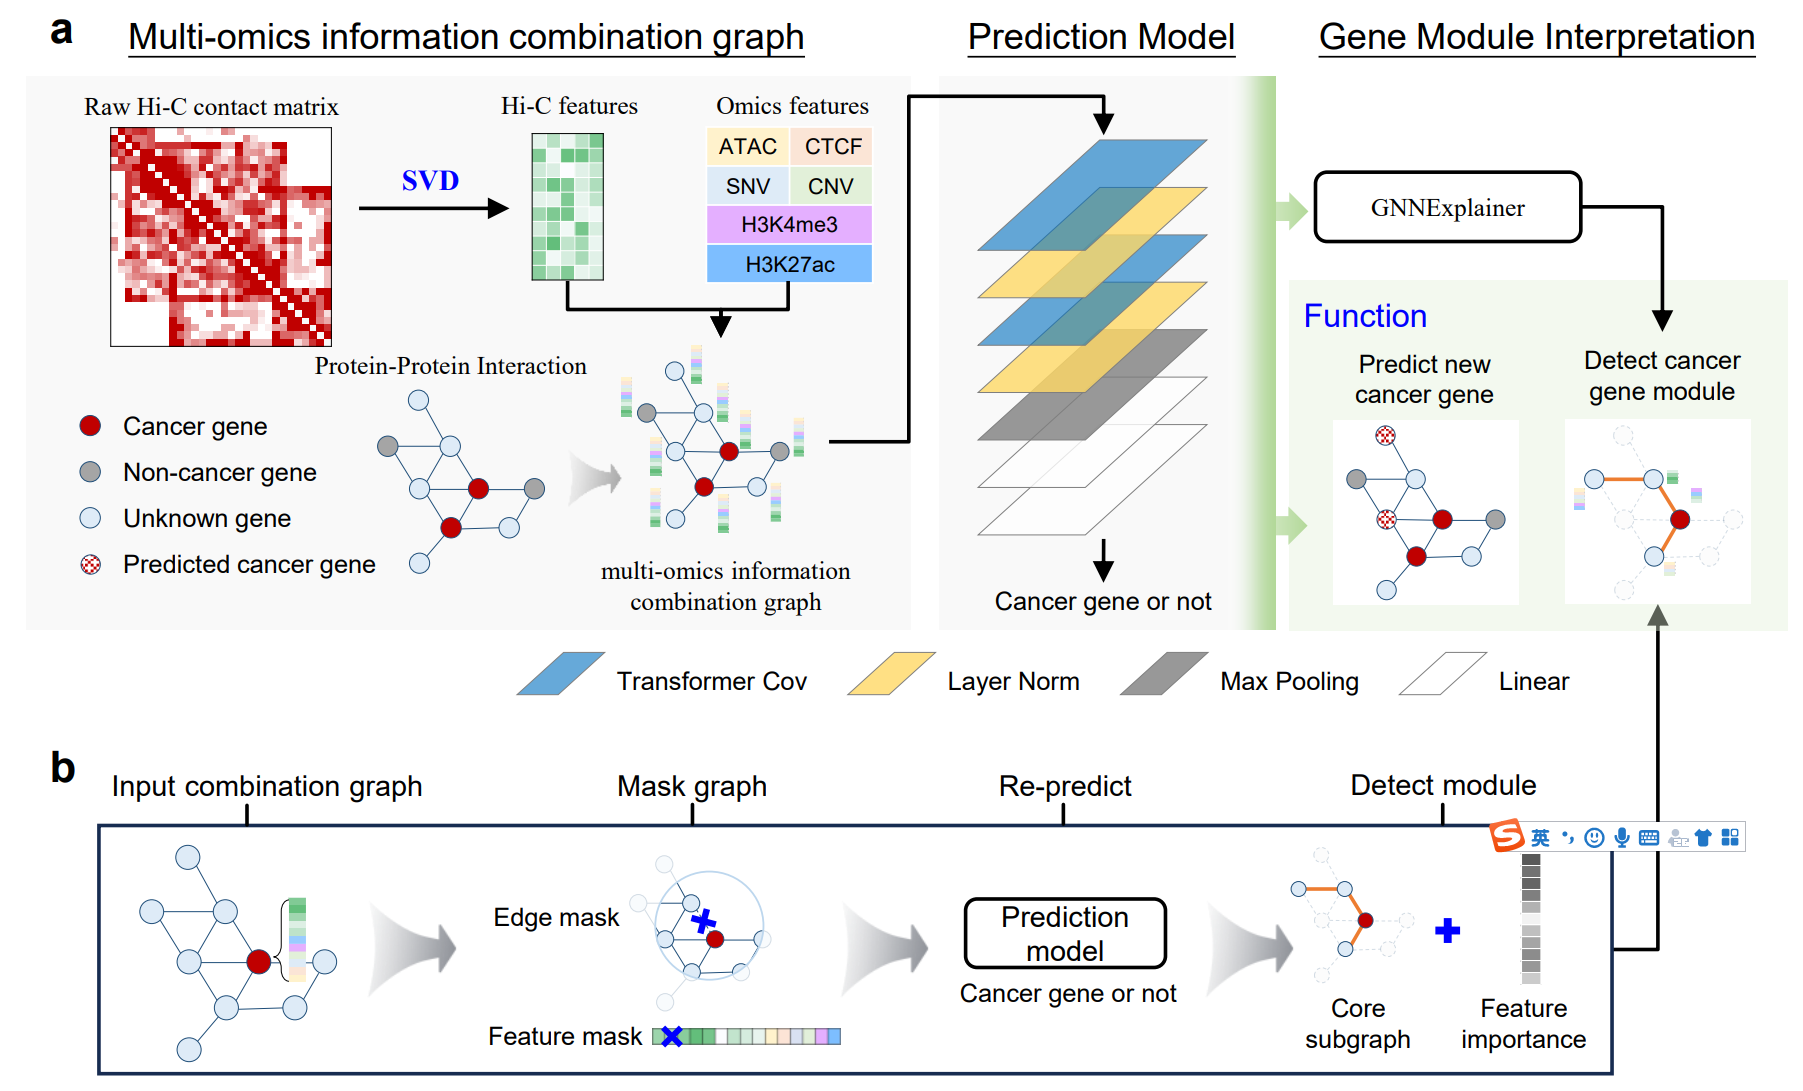 a
Multi-omics information combination graph
Prediction Model
Gene Module Interpretation
Raw Hi-C contact matrix
SVD
Hi-C features
Omics features
ATAC
CTCF
SNV
CNV
H3K4me3
H3K27ac
Protein-Protein Interaction
Cancer gene
Non-cancer gene
Unknown gene
Predicted cancer gene
multi-omics information
combination graph
Cancer gene or not
GNNExplainer
Function
Predict new
cancer gene
Detect cancer
gene module
Transformer Cov
Layer Norm
Max Pooling
Linear
b
Input combination graph
Mask graph
Re-predict
Detect module
S 英
Edge mask
Feature mask
Prediction
model
Cancer gene or not
Core
subgraph
Feature
importance